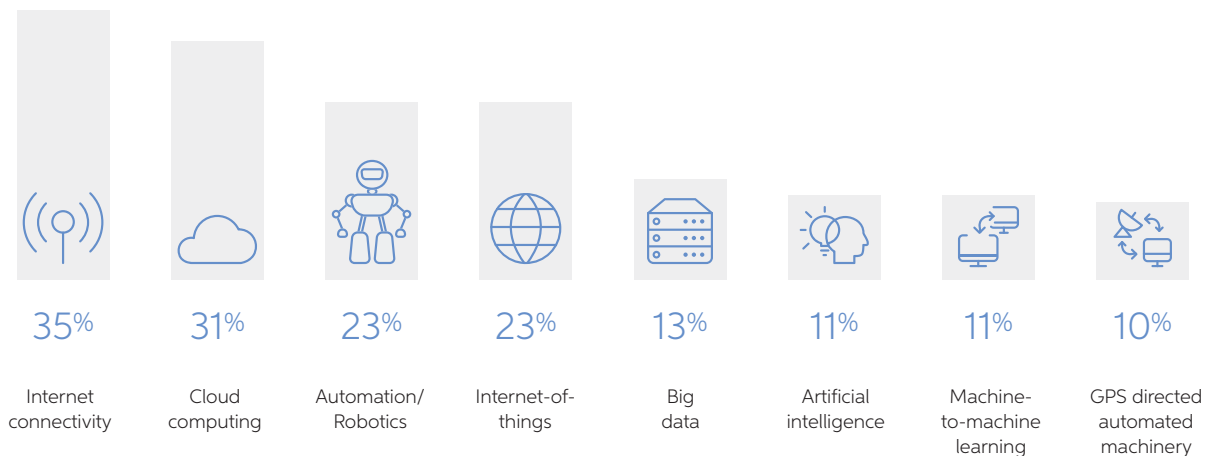 35%
31%
23%
23%
13%
11%
11%
10%
Internet
connectivity
Cloud
computing
Automation/
Robotics
Internet-of-
things
Big
data
Artificial
intelligence
Machine-
to-machine
learning
GPS directed
automated
machinery